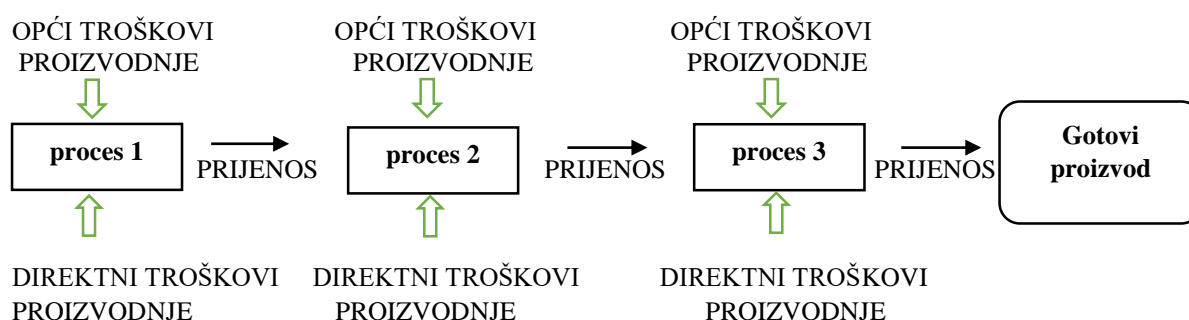 OPĆI TROŠKOVI
PROIZVODNJE
OPĆI TROŠKOVI
PROIZVODNJE
OPĆI TROŠKOVI
PROIZVODNJE
proces 1
PRIJENOS
proces 2
PRIJENOS
proces 3
PRIJENOS
Gotovi
proizvod
DIREKTNI TROŠKOVI
PROIZVODNJE
DIREKTNI TROŠKOVI
PROIZVODNJE
DIREKTNI TROŠKOVI
PROIZVODNJE